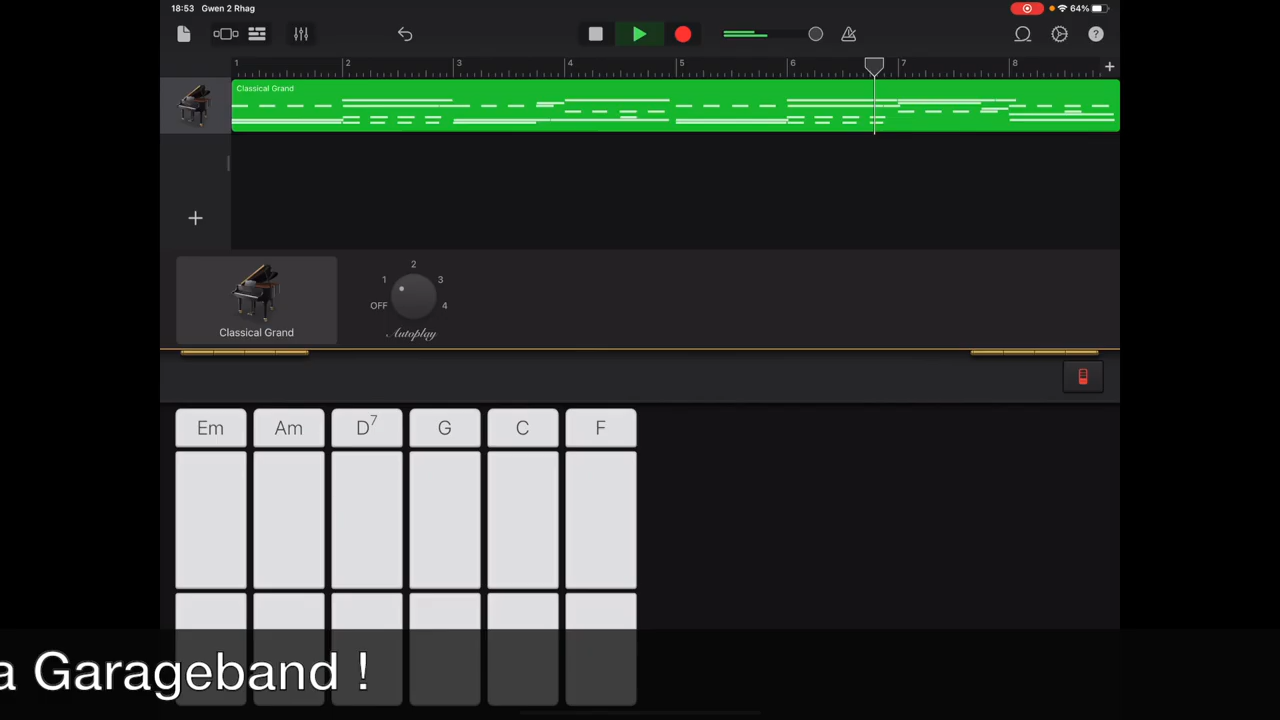 18:53 Gwen 2 Rhag 64%
1 2 3 4 5 6 7 8
Classical Grand
2
1 3
OFF 4
Autoplay
Classical Grand
Em Am D7 G C F
a Garageband !